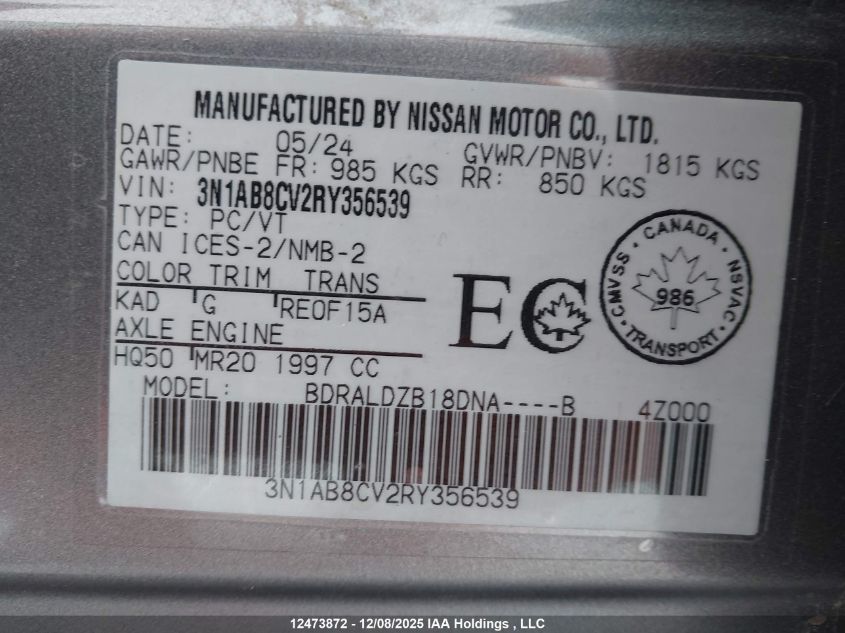 MANUFACTURED BY NISSAN MOTOR CO., LTD.
DATE: 05/24 GVWR/PNBV: 1815 KGS
GAWR/PNBE FR: 985 KGS RR: 850 KGS
VIN: 3N1AB8CV2RY356539
TYPE: PC/VT
CAN ICES-2/NMB-2
COLOR TRIM TRANS
KAD G RE0F15A
AXLE ENGINE
HQ50 MR20 1997 CC
EC
CANADA
CMVSS NSVAC
986
TRANSPORT
MODEL: BDRALDZB18DNA----B 4Z000
3N1AB8CV2RY356539
12473872 - 12/08/2025 IAA Holdings , LLC